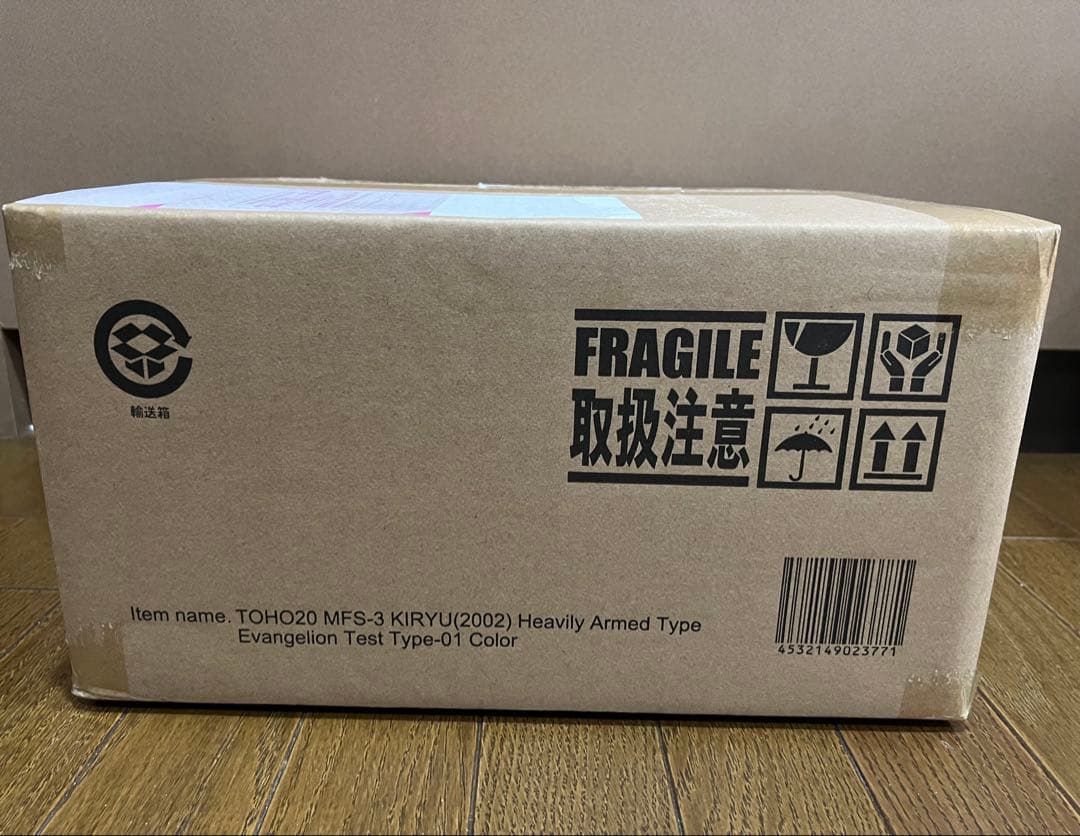 輸送箱
FRAGILE
取扱注意
Item name. TOHO20 MFS-3 KIRYU(2002) Heavily Armed Type
Evangelion Test Type-01 Color
4532149023771